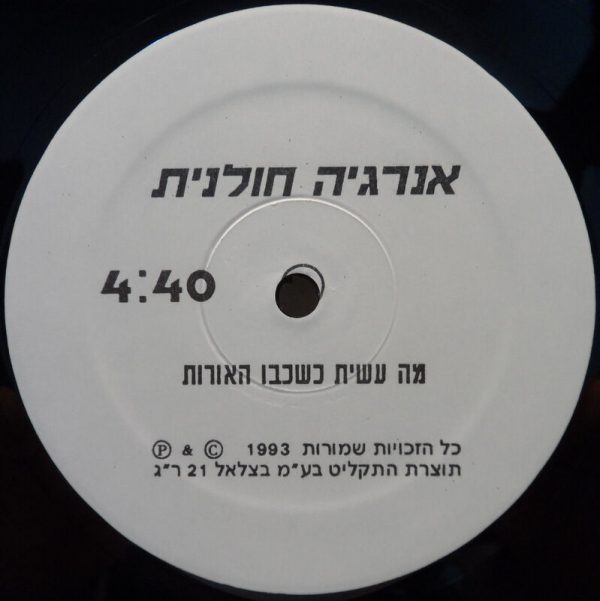 אנרגיה חולנית
4:40
מה עשית כשכבו האורות
כל הזכויות שמורות 1993 Ⓒ & Ⓟ
תוצרת התקליט בע"מ בצלאל 21 ר"ג